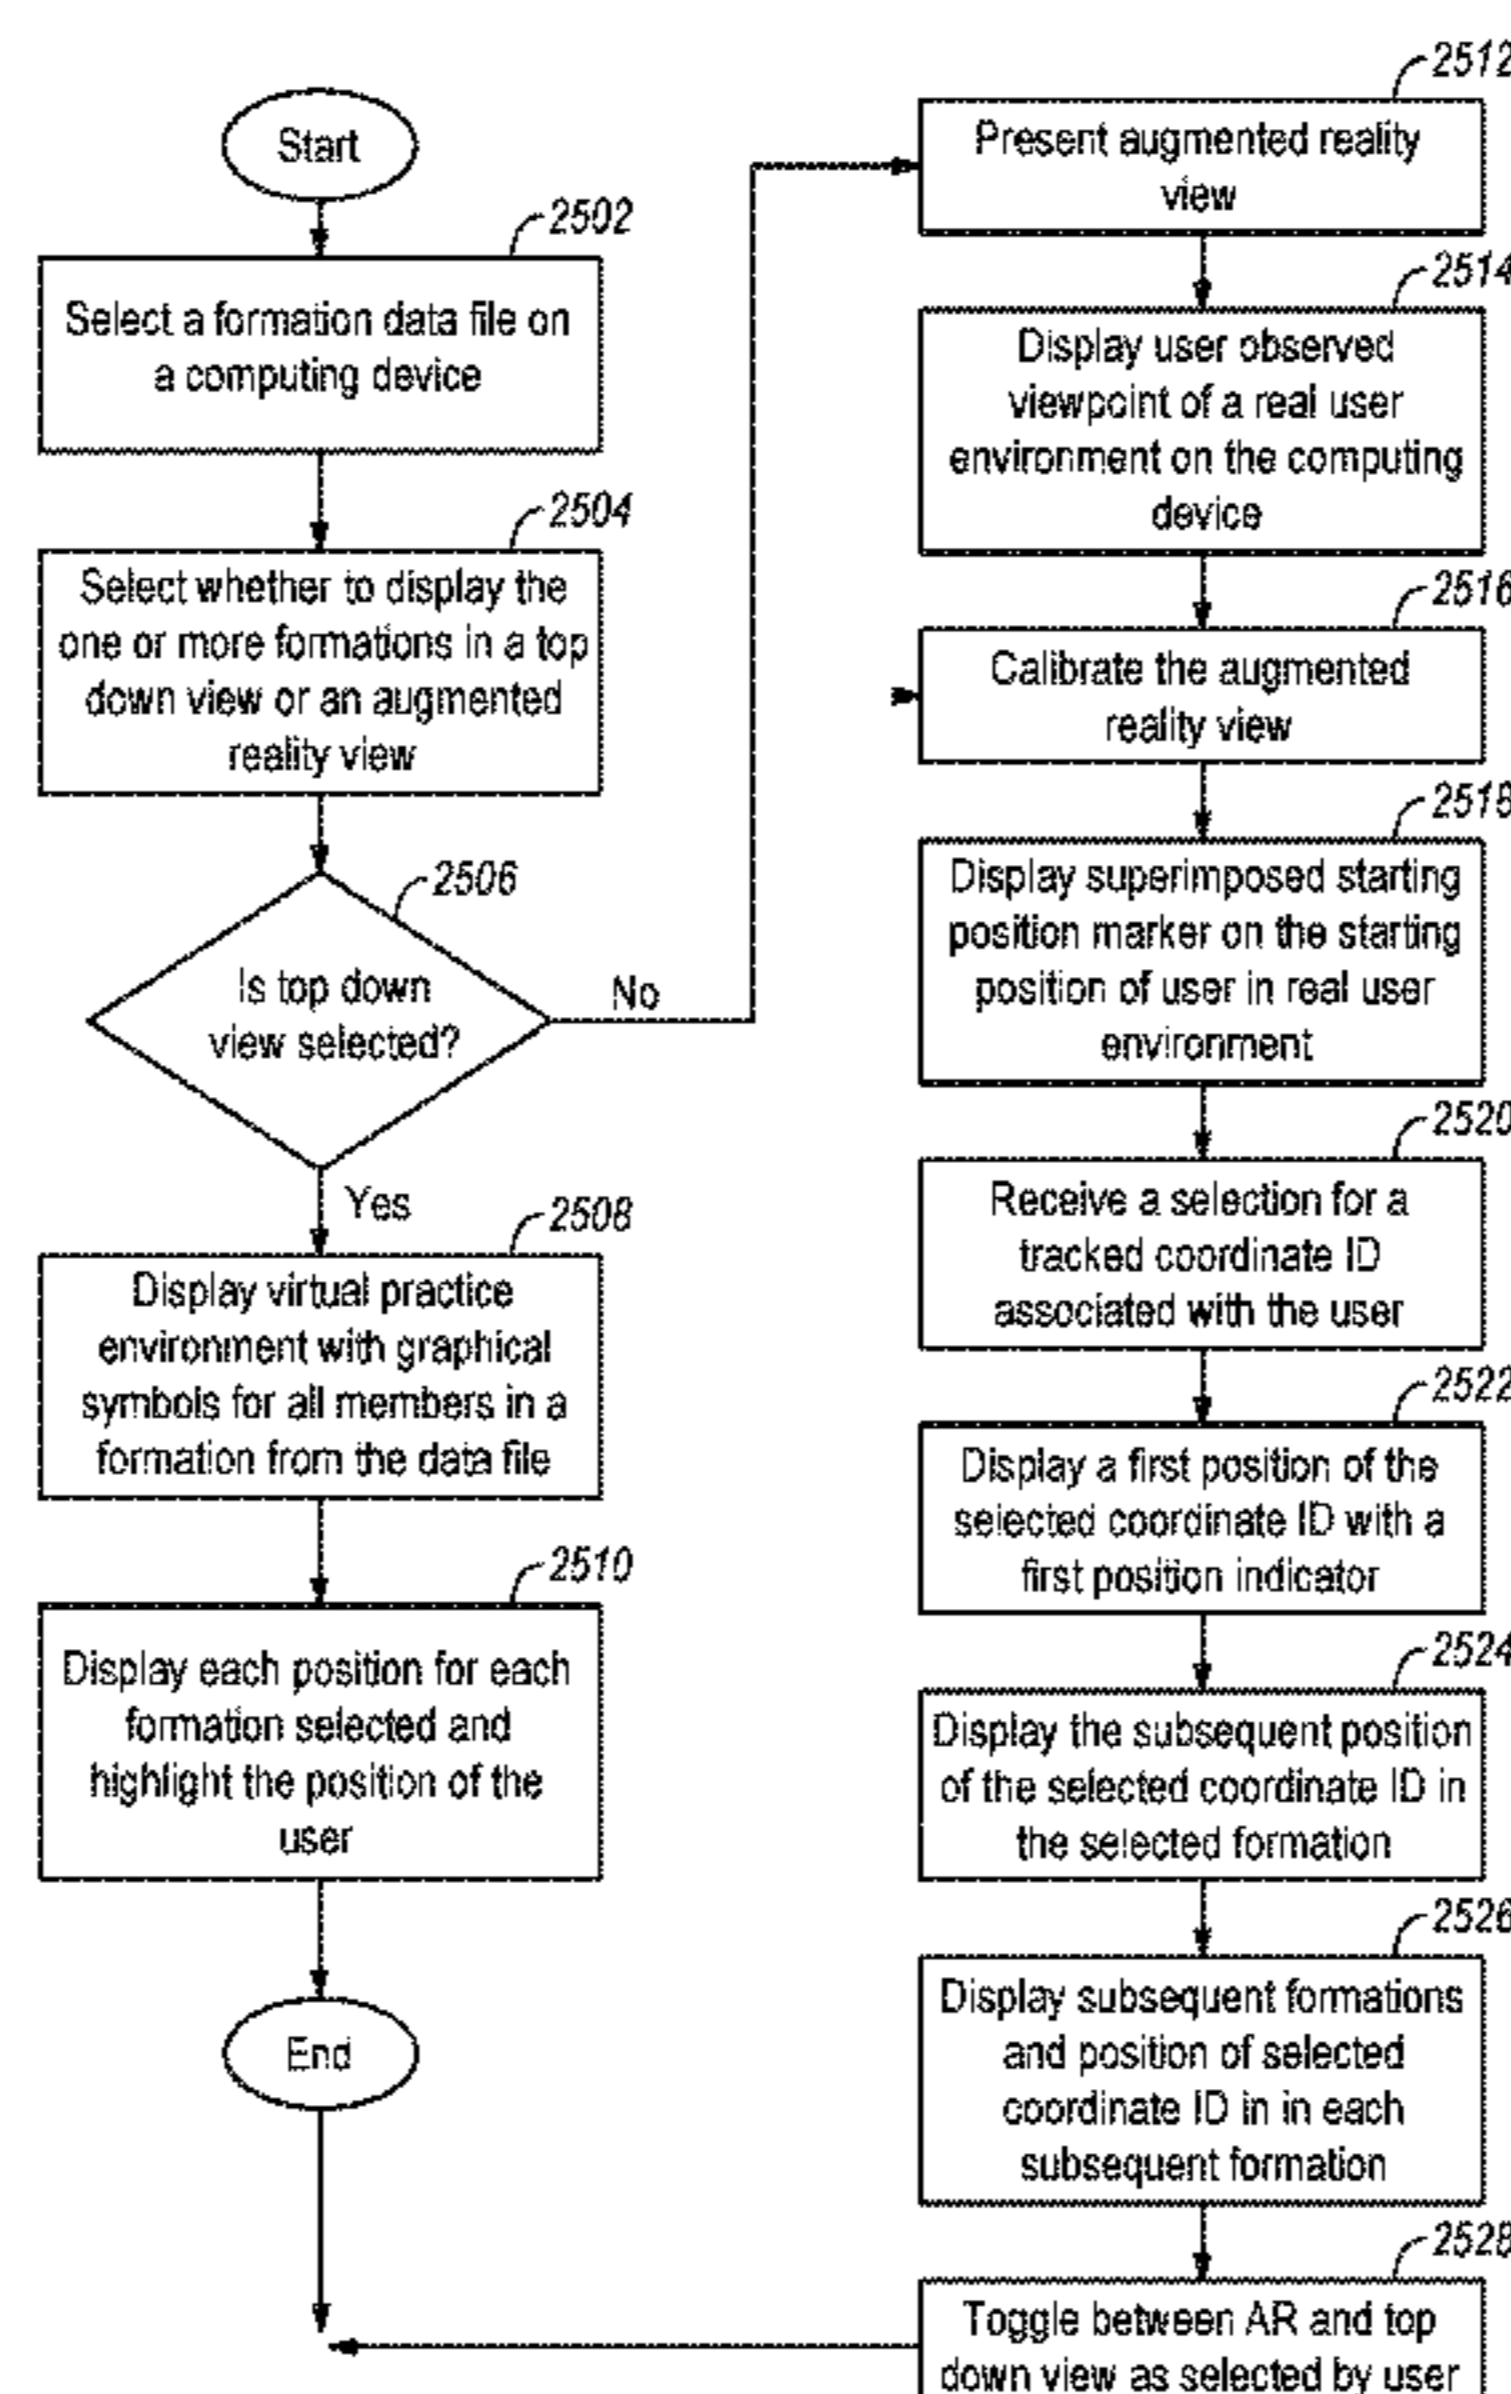 Start
2502
Select a formation data file on
a computing device
2504
Select whether to display the
one or more formations in a top
down view or an augmented
reality view
2506
Is top down
view selected?
No
Yes
2508
Display virtual practice
environment with graphical
symbols for all members in a
formation from the data file
2510
Display each position for each
formation selected and
highlight the position of the
user
End
2512
Present augmented reality
view
2514
Display user observed
viewpoint of a real user
environment on the computing
device
2516
Calibrate the augmented
reality view
2518
Display superimposed starting
position marker on the starting
position of user in real user
environment
2520
Receive a selection for a
tracked coordinate ID
associated with the user
2522
Display a first position of the
selected coordinate ID with a
first position indicator
2524
Display the subsequent position
of the selected coordinate ID in
the selected formation
2526
Display subsequent formations
and position of selected
coordinate ID in in each
subsequent formation
2528
Toggle between AR and top
down view as selected by user